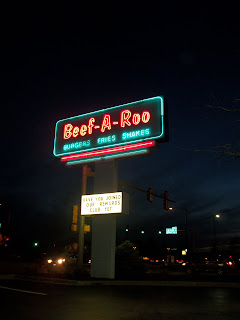 Beef-A-Roo
BURGERS FRIES SHAKES
HAVE YOU JOINED
OUR REWARDS
CLUB YET